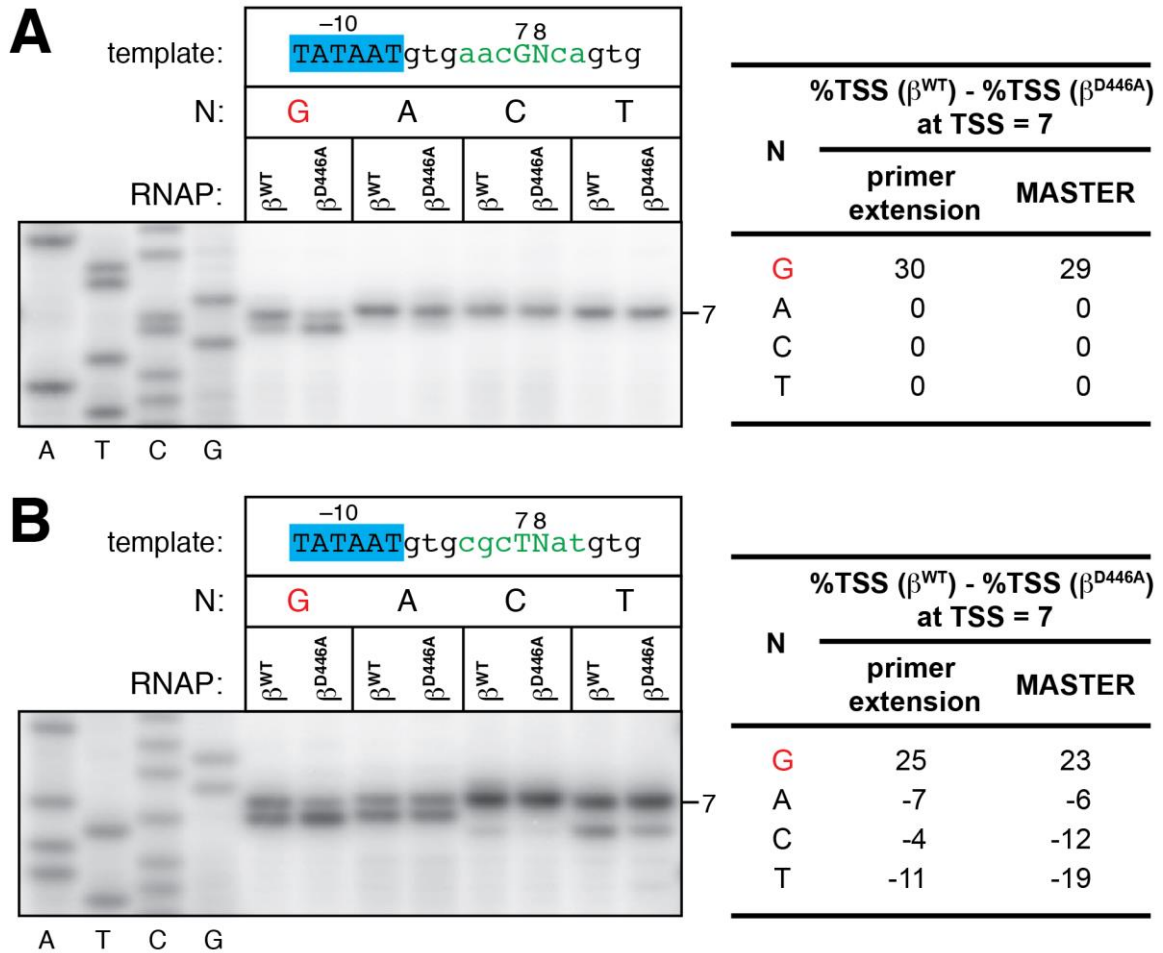 A
−10
7 8
template: TATAATgtgaacGNcagtg
N: G A C T
RNAP: βWT βD446A βWT βD446A βWT βD446A βWT βD446A
–7
A T C G
%TSS (βWT) - %TSS (βD446A)
at TSS = 7
N
primer extension MASTER
G 30 29
A 0 0
C 0 0
T 0 0
B
−10
7 8
template: TATAATgtgcgcTNatgtg
N: G A C T
RNAP: βWT βD446A βWT βD446A βWT βD446A βWT βD446A
–7
A T C G
%TSS (βWT) - %TSS (βD446A)
at TSS = 7
N
primer extension MASTER
G 25 23
A -7 -6
C -4 -12
T -11 -19